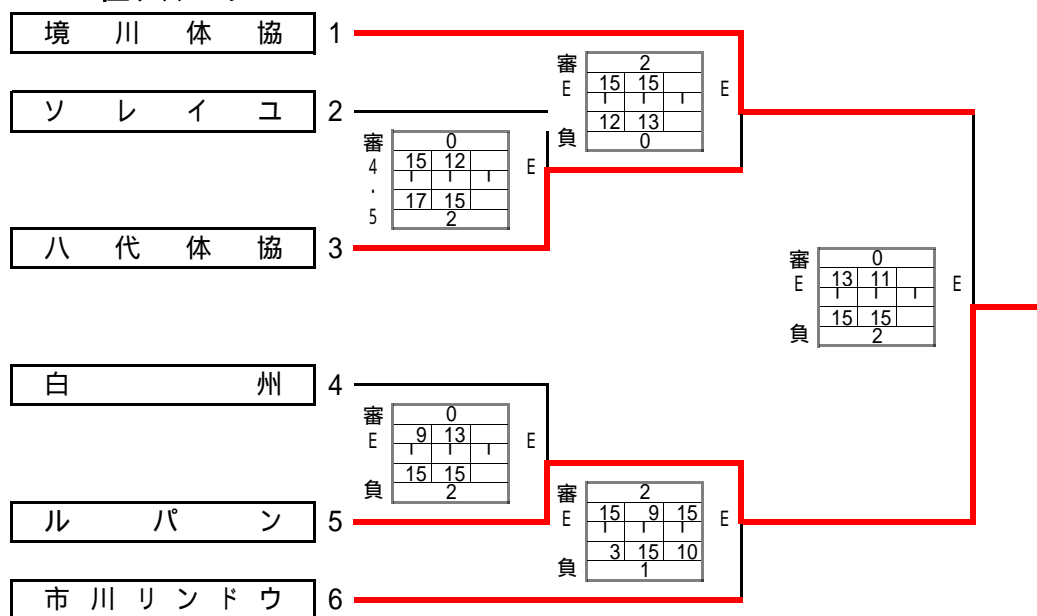 境川体協 1
審 2
E 15 15 E
12 13
負 0
ソレイユ 2
審 0
4 15 12 E
・ 17 15
5 2
八代体協 3
審 0
E 13 11 E
15 15
負 2
白州 4
審 0
E 9 13 E
15 15
負 2
ルパン 5
審 2
E 15 9 15 E
3 15 10
負 1
市川リンドウ 6